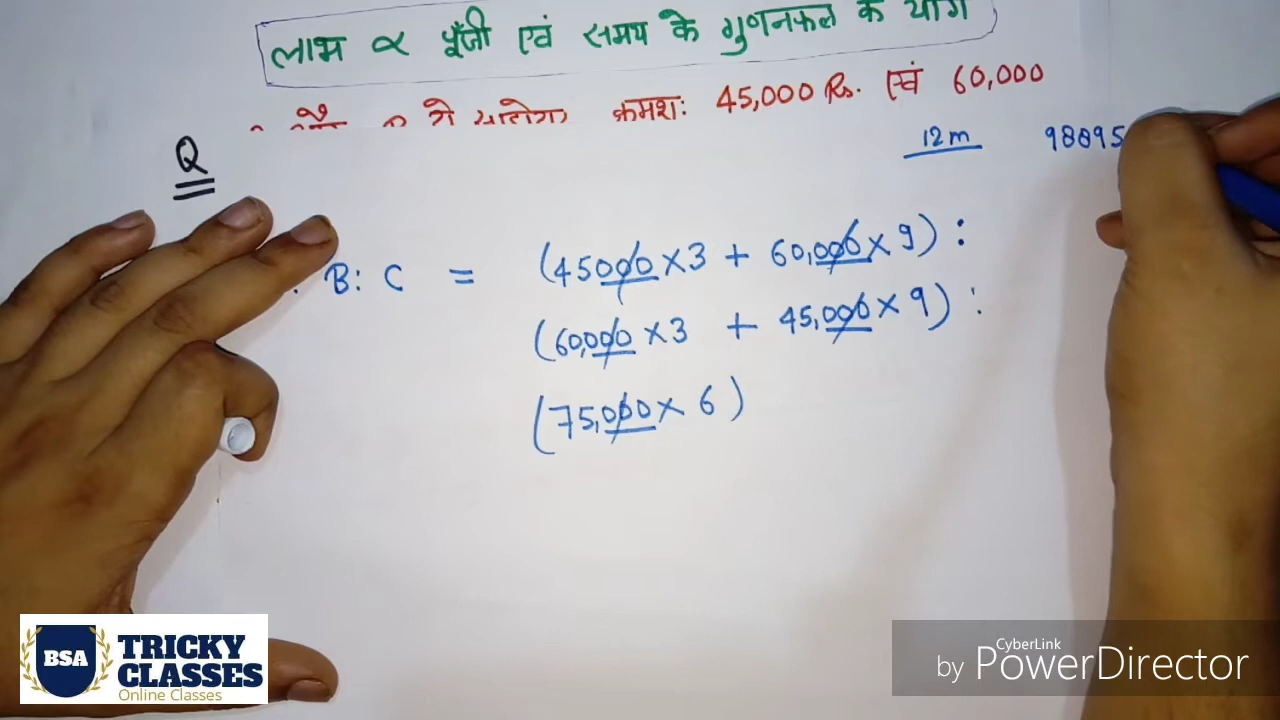 लाभ ∝ पूँजी एवं समय के गुणनफल के योग
क्रमशः 45,000 Rs. एवं 60,000
Q
12m 98895
B: C = (45000×3 + 60,000×9) :
(60,000×3 + 45,000×9) :
(75,000×6)
BSA
TRICKY
CLASSES
Online Classes
CyberLink
by PowerDirector